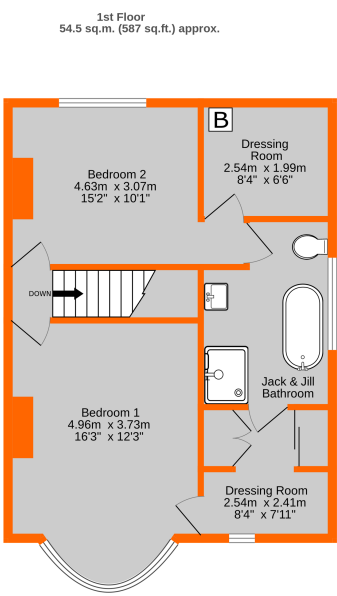 1st Floor
54.5 sq.m. (587 sq.ft.) approx.
B
Dressing
Room
2.54m x 1.99m
8'4" x 6'6"
Bedroom 2
4.63m x 3.07m
15'2" x 10'1"
DOWN
Jack & Jill
Bathroom
Bedroom 1
4.96m x 3.73m
16'3" x 12'3"
Dressing Room
2.54m x 2.41m
8'4" x 7'11"